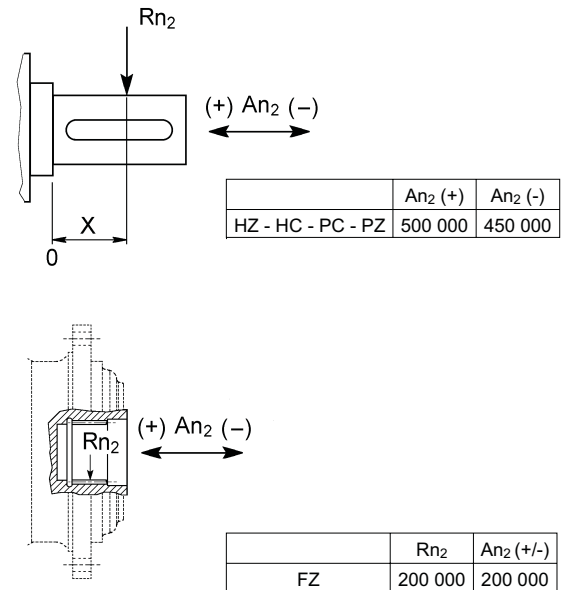 Rn₂
(+) An₂ (−)
X
0
An₂ (+) An₂ (-)
HZ - HC - PC - PZ 500 000 450 000
(+) An₂ (−)
Rn₂
Rn₂ An₂ (+/-)
FZ 200 000 200 000